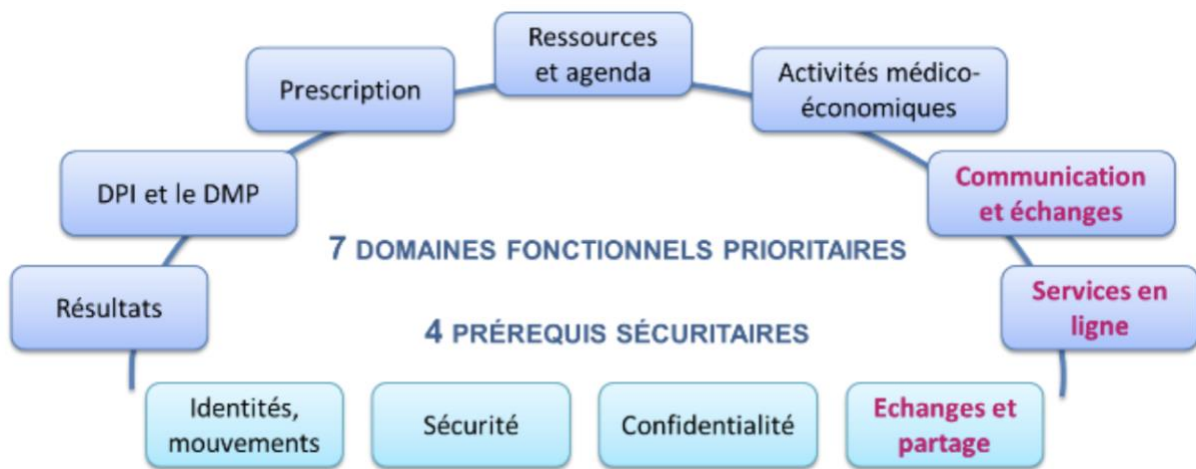 Ressources
et agenda
Prescription
Activités médico-
économiques
DPI et le DMP
Communication
et échanges
7 DOMAINES FONCTIONNELS PRIORITAIRES
Résultats
Services en
ligne
4 PRÉREQUIS SÉCURITAIRES
Identités,
mouvements
Sécurité
Confidentialité
Echanges et
partage